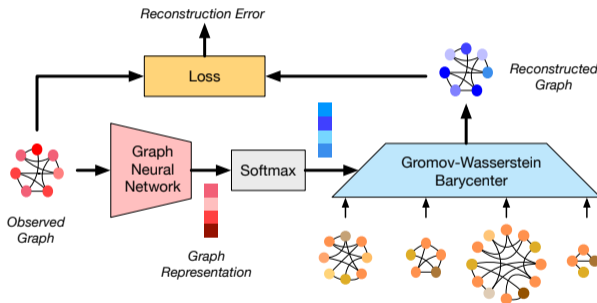 Reconstruction Error
Loss
Reconstructed
Graph
Graph
Neural
Network
Softmax
Gromov-Wasserstein
Barycenter
Observed
Graph
Graph
Representation